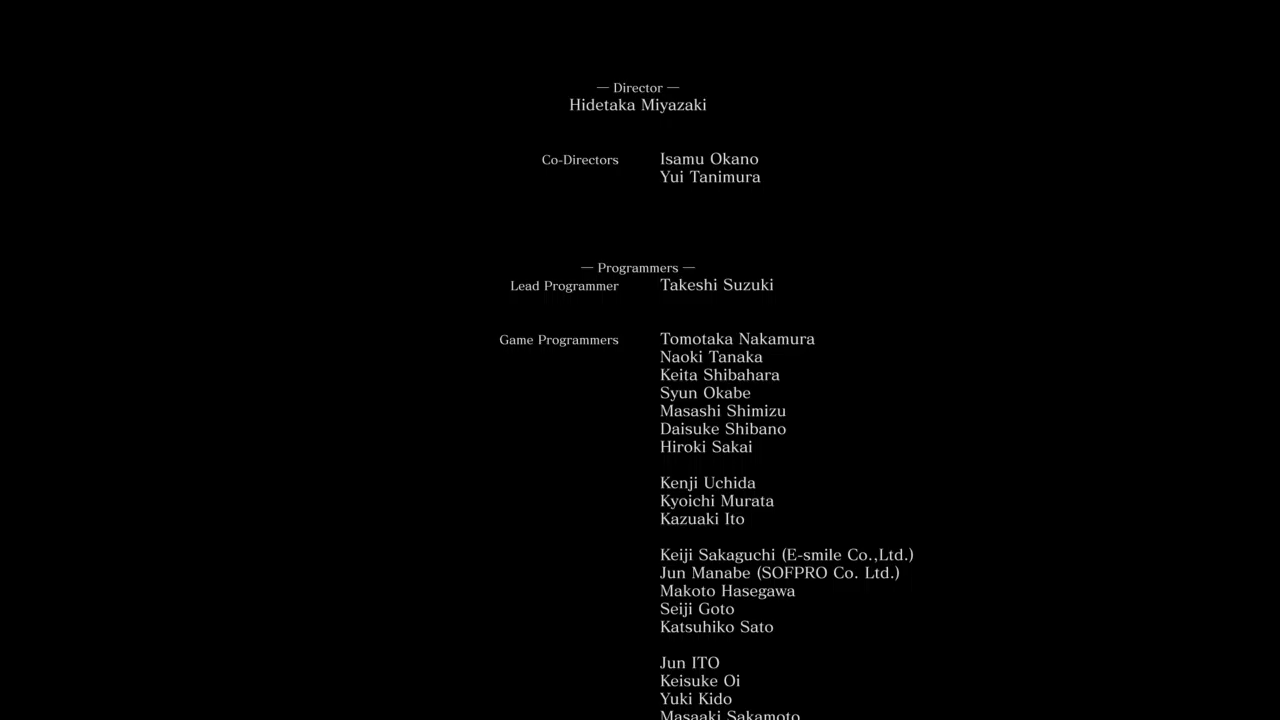 — Director —
Hidetaka Miyazaki
Co-Directors Isamu Okano
Yui Tanimura
— Programmers —
Lead Programmer Takeshi Suzuki
Game Programmers Tomotaka Nakamura
Naoki Tanaka
Keita Shibahara
Syun Okabe
Masashi Shimizu
Daisuke Shibano
Hiroki Sakai
Kenji Uchida
Kyoichi Murata
Kazuaki Ito
Keiji Sakaguchi (E-smile Co.,Ltd.)
Jun Manabe (SOFPRO Co. Ltd.)
Makoto Hasegawa
Seiji Goto
Katsuhiko Sato
Jun ITO
Keisuke Oi
Yuki Kido
Masaaki Sakamoto